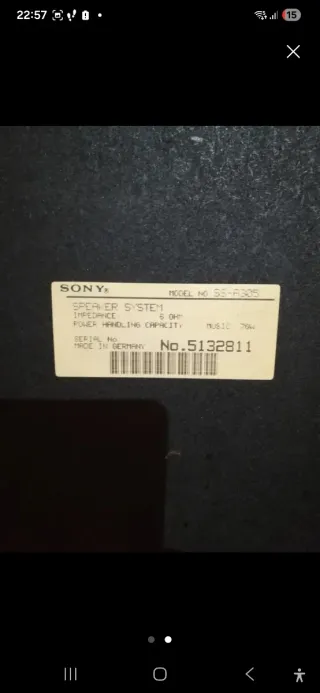 22:57
15
SONY®
MODEL NO SS-A305
SPEAKER SYSTEM
IMPEDANCE 6 OHM
POWER HANDLING CAPACITY MUSIC 70W
SERIAL No
MADE IN GERMANY No.5132811